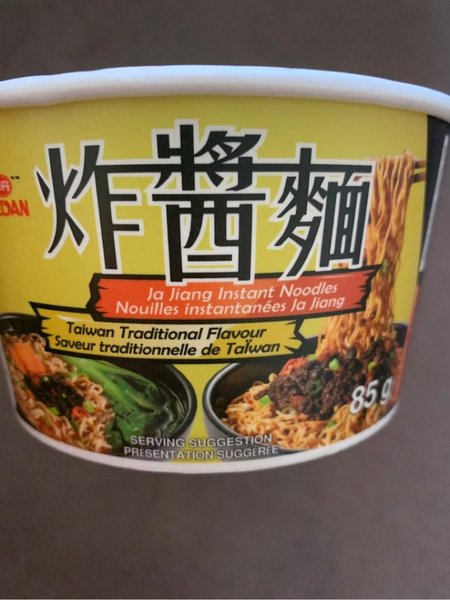 炸醬麵
Ja Jiang Instant Noodles
Nouilles instantanées Ja Jiang
Taiwan Traditional Flavour
Saveur traditionnelle de Taïwan
85 g
SERVING SUGGESTION
PRÉSENTATION SUGGÉRÉE